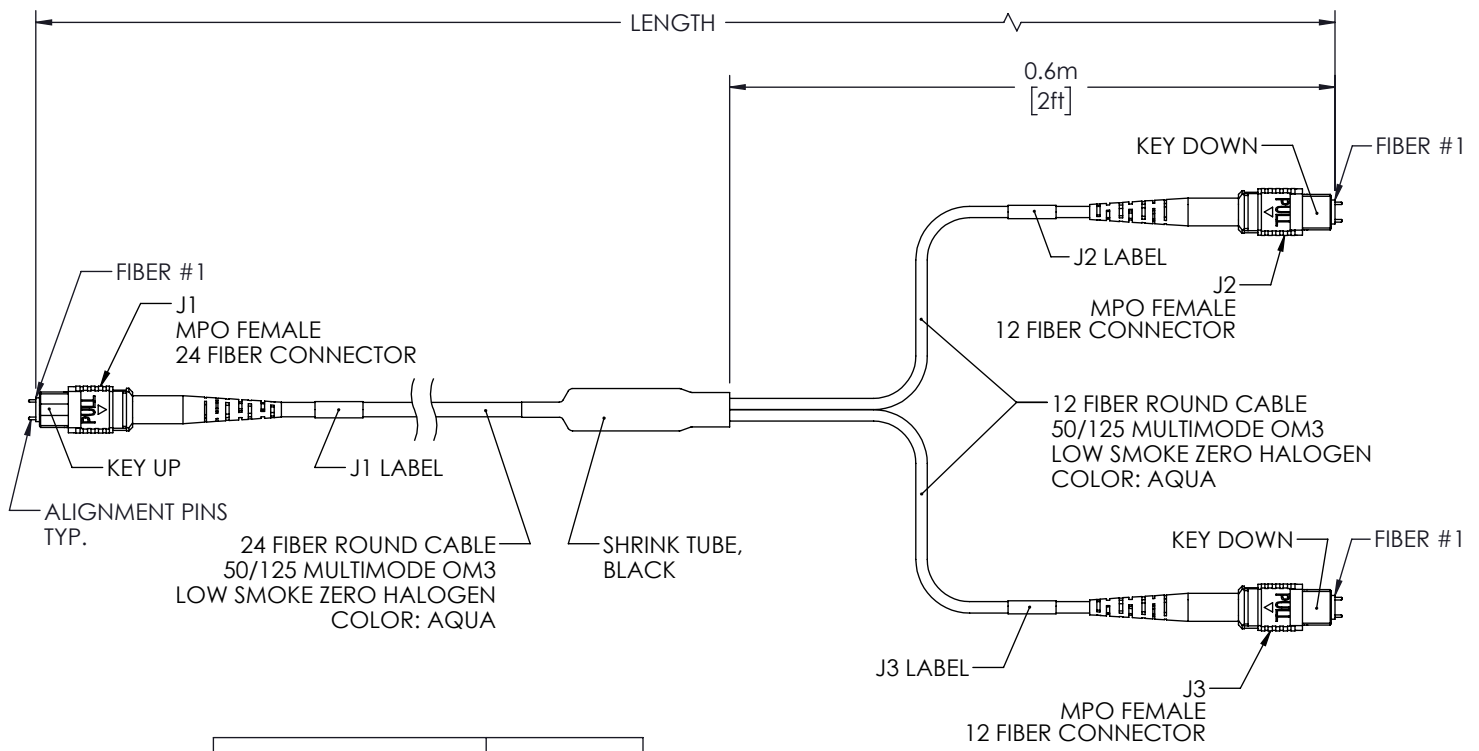 LENGTH
0.6m
[2ft]
KEY DOWN
FIBER #1
PULL
J2 LABEL
J2
MPO FEMALE
12 FIBER CONNECTOR
FIBER #1
J1
MPO FEMALE
24 FIBER CONNECTOR
PULL
KEY UP
J1 LABEL
ALIGNMENT PINS
TYP.
24 FIBER ROUND CABLE
50/125 MULTIMODE OM3
LOW SMOKE ZERO HALOGEN
COLOR: AQUA
SHRINK TUBE,
BLACK
12 FIBER ROUND CABLE
50/125 MULTIMODE OM3
LOW SMOKE ZERO HALOGEN
COLOR: AQUA
KEY DOWN
FIBER #1
PULL
J3 LABEL
J3
MPO FEMALE
12 FIBER CONNECTOR